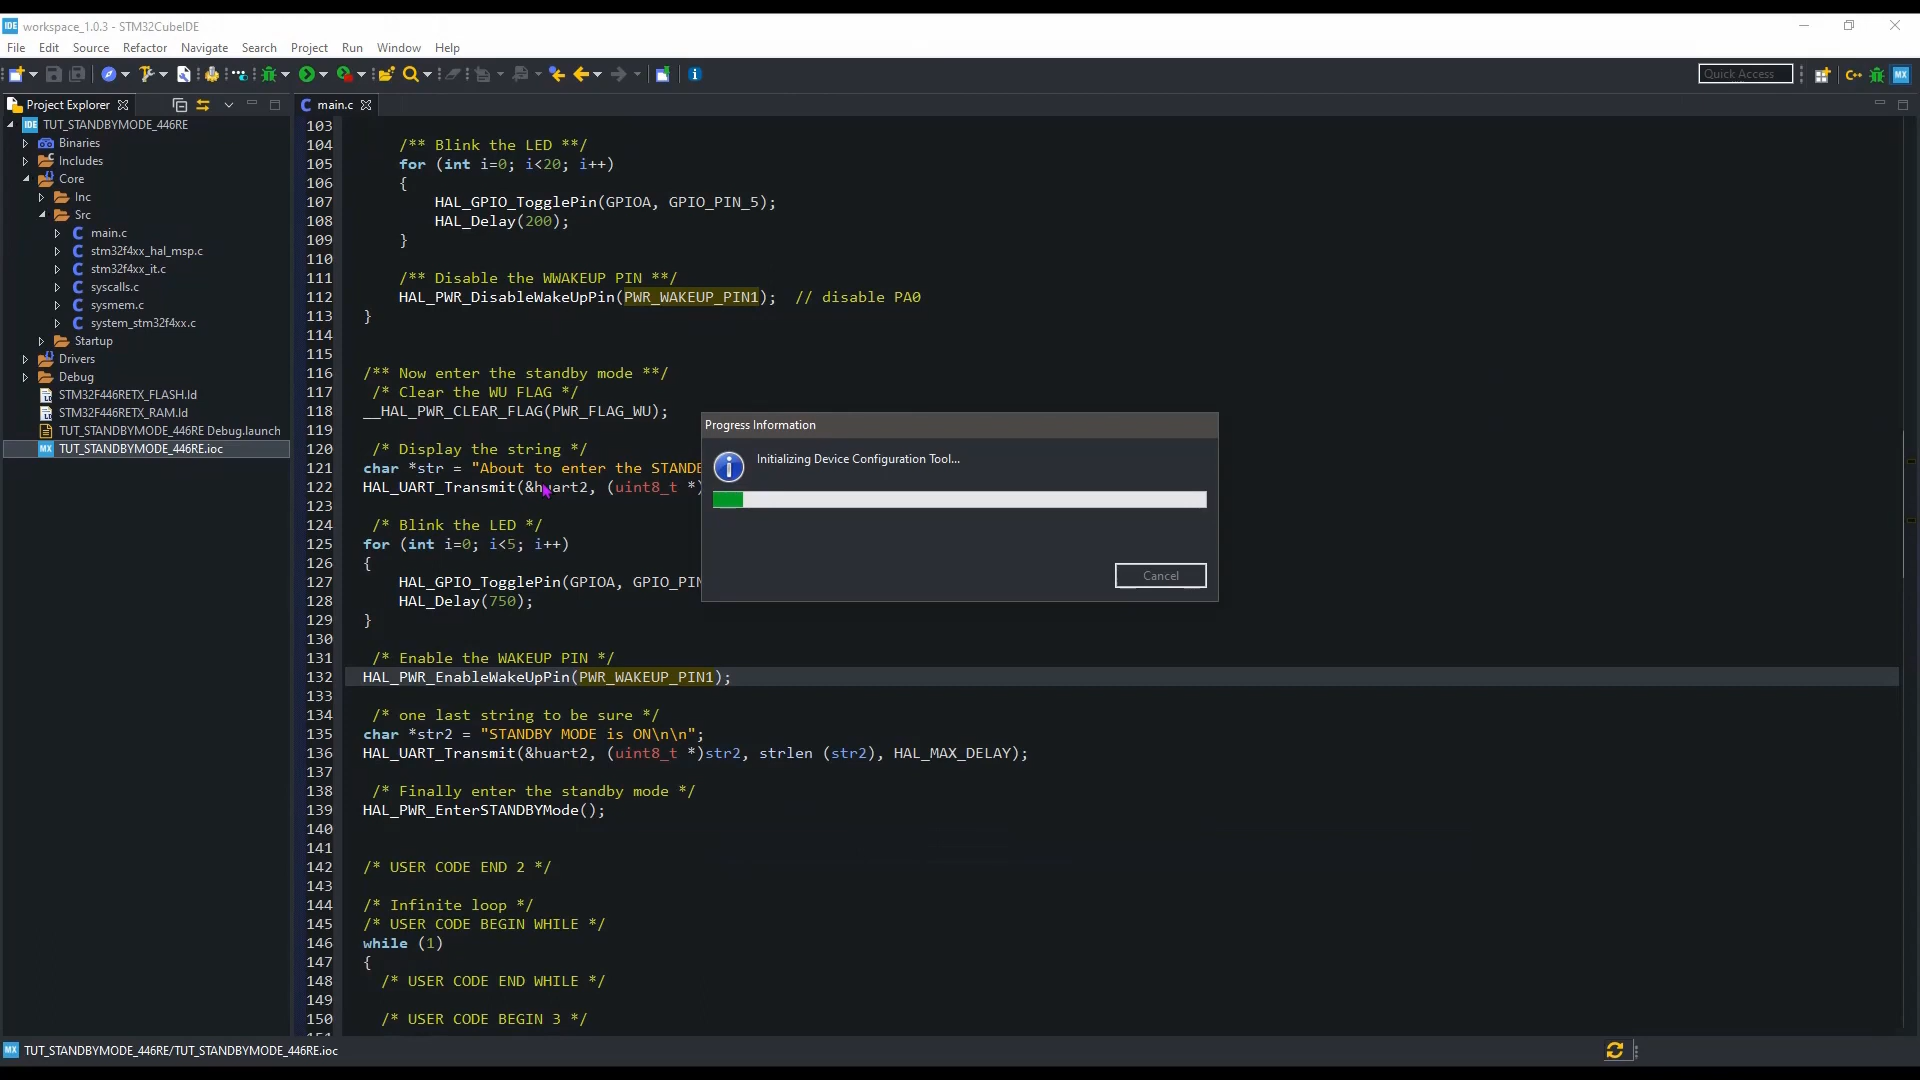 IDE workspace_1.0.3 - STM32CubeIDE
File Edit Source Refactor Navigate Search Project Run Window Help
Quick Access
Project Explorer
main.c
IDE TUT_STANDBYMODE_446RE
Binaries
Includes
Core
Inc
Src
main.c
stm32f4xx_hal_msp.c
stm32f4xx_it.c
syscalls.c
sysmem.c
system_stm32f4xx.c
Startup
Drivers
Debug
STM32F446RETX_FLASH.ld
STM32F446RETX_RAM.ld
TUT_STANDBYMODE_446RE Debug.launch
MX TUT_STANDBYMODE_446RE.ioc
103
104 /** Blink the LED **/
105 for (int i=0; i<20; i++)
106 {
107 HAL_GPIO_TogglePin(GPIOA, GPIO_PIN_5);
108 HAL_Delay(200);
109 }
110
111 /** Disable the WWAKEUP PIN **/
112 HAL_PWR_DisableWakeUpPin(PWR_WAKEUP_PIN1); // disable PA0
113 }
114
115
116 /** Now enter the standby mode **/
117 /* Clear the WU FLAG */
118 __HAL_PWR_CLEAR_FLAG(PWR_FLAG_WU);
119
120 /* Display the string */
121 char *str = "About to enter the STANDB
122 HAL_UART_Transmit(&huart2, (uint8_t *)
123
124 /* Blink the LED */
125 for (int i=0; i<5; i++)
126 {
127 HAL_GPIO_TogglePin(GPIOA, GPIO_PIN
128 HAL_Delay(750);
129 }
130
131 /* Enable the WAKEUP PIN */
132 HAL_PWR_EnableWakeUpPin(PWR_WAKEUP_PIN1);
133
134 /* one last string to be sure */
135 char *str2 = "STANDBY MODE is ON\n\n";
136 HAL_UART_Transmit(&huart2, (uint8_t *)str2, strlen (str2), HAL_MAX_DELAY);
137
138 /* Finally enter the standby mode */
139 HAL_PWR_EnterSTANDBYMode();
140
141
142 /* USER CODE END 2 */
143
144 /* Infinite loop */
145 /* USER CODE BEGIN WHILE */
146 while (1)
147 {
148 /* USER CODE END WHILE */
149
150 /* USER CODE BEGIN 3 */
Progress Information
Initializing Device Configuration Tool...
Cancel
MX TUT_STANDBYMODE_446RE/TUT_STANDBYMODE_446RE.ioc